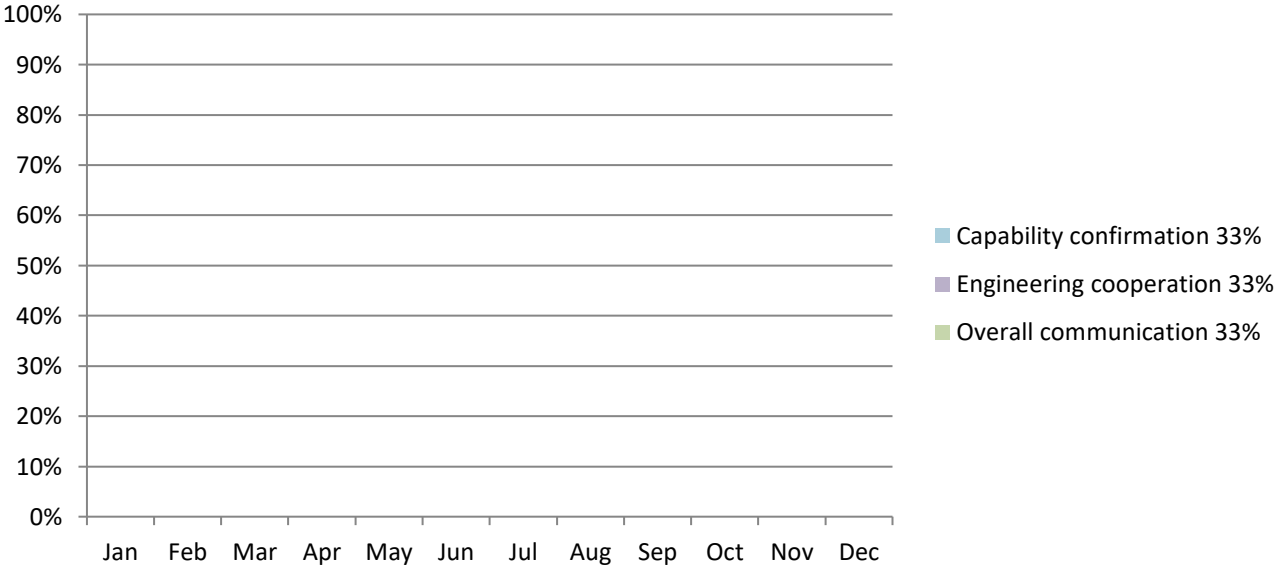 100%
90%
80%
70%
60%
50%
40%
30%
20%
10%
0%
Jan Feb Mar Apr May Jun Jul Aug Sep Oct Nov Dec
Capability confirmation 33%
Engineering cooperation 33%
Overall communication 33%